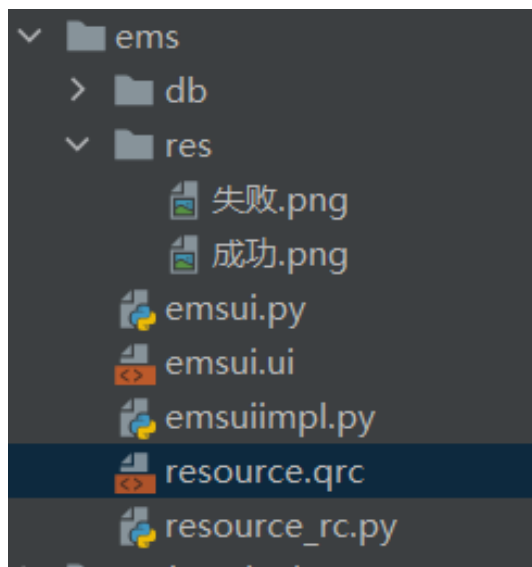 ems
db
res
失败.png
成功.png
emsui.py
emsui.ui
emsuiimpl.py
resource.qrc
resource_rc.py